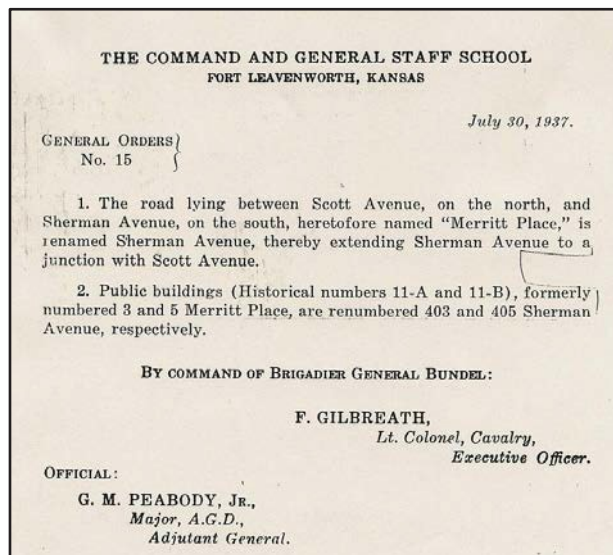 THE COMMAND AND GENERAL STAFF SCHOOL
FORT LEAVENWORTH, KANSAS
July 30, 1937.
GENERAL ORDERS
No. 15
1. The road lying between Scott Avenue, on the north, and
Sherman Avenue, on the south, heretofore named "Merritt Place," is
renamed Sherman Avenue, thereby extending Sherman Avenue to a
junction with Scott Avenue.
2. Public buildings (Historical numbers 11-A and 11-B), formerly
numbered 3 and 5 Merritt Place, are renumbered 403 and 405 Sherman
Avenue, respectively.
BY COMMAND OF BRIGADIER GENERAL BUNDEL:
F. GILBREATH,
Lt. Colonel, Cavalry,
Executive Officer.
OFFICIAL:
G. M. PEABODY, JR.,
Major, A.G.D.,
Adjutant General.